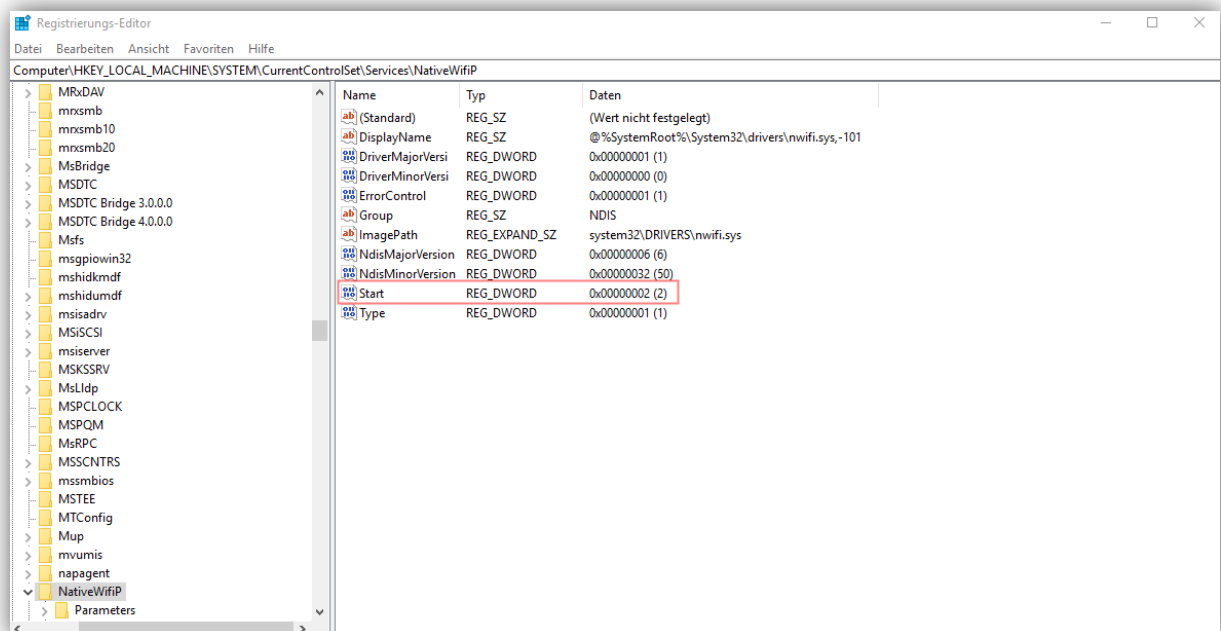 Registrierungs-Editor
Datei Bearbeiten Ansicht Favoriten Hilfe
Computer\HKEY_LOCAL_MACHINE\SYSTEM\CurrentControlSet\Services\NativeWifiP
MRxDAV
mrxsmb
mrxsmb10
mrxsmb20
MsBridge
MSDTC
MSDTC Bridge 3.0.0.0
MSDTC Bridge 4.0.0.0
Msfs
msgpiowin32
mshidkmdf
mshidumdf
msisadrv
MSiSCSI
msiserver
MSKSSRV
MsLldp
MSPCLOCK
MSPQM
MsRPC
MSSCNTRS
mssmbios
MSTEE
MTConfig
Mup
mvumis
napagent
NativeWifiP
Parameters
Name Typ Daten
(Standard) REG_SZ (Wert nicht festgelegt)
DisplayName REG_SZ @%SystemRoot%\System32\drivers\nwifi.sys,-101
DriverMajorVersi REG_DWORD 0x00000001 (1)
DriverMinorVersi REG_DWORD 0x00000000 (0)
ErrorControl REG_DWORD 0x00000001 (1)
Group REG_SZ NDIS
ImagePath REG_EXPAND_SZ system32\DRIVERS\nwifi.sys
NdisMajorVersion REG_DWORD 0x00000006 (6)
NdisMinorVersion REG_DWORD 0x00000032 (50)
Start REG_DWORD 0x00000002 (2)
Type REG_DWORD 0x00000001 (1)